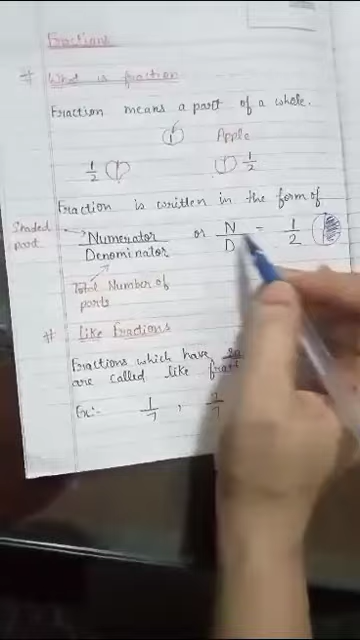 Fractions
# What is fraction
Fraction means a part of a whole.
1 Apple
1/2 1/2
Fraction is written in the form of
Shaded part Numerator/Denominator or N/D = 1/2
Total Number of parts
# Like Fractions
Fractions which have
are called like
Ex:- 1/7 ,